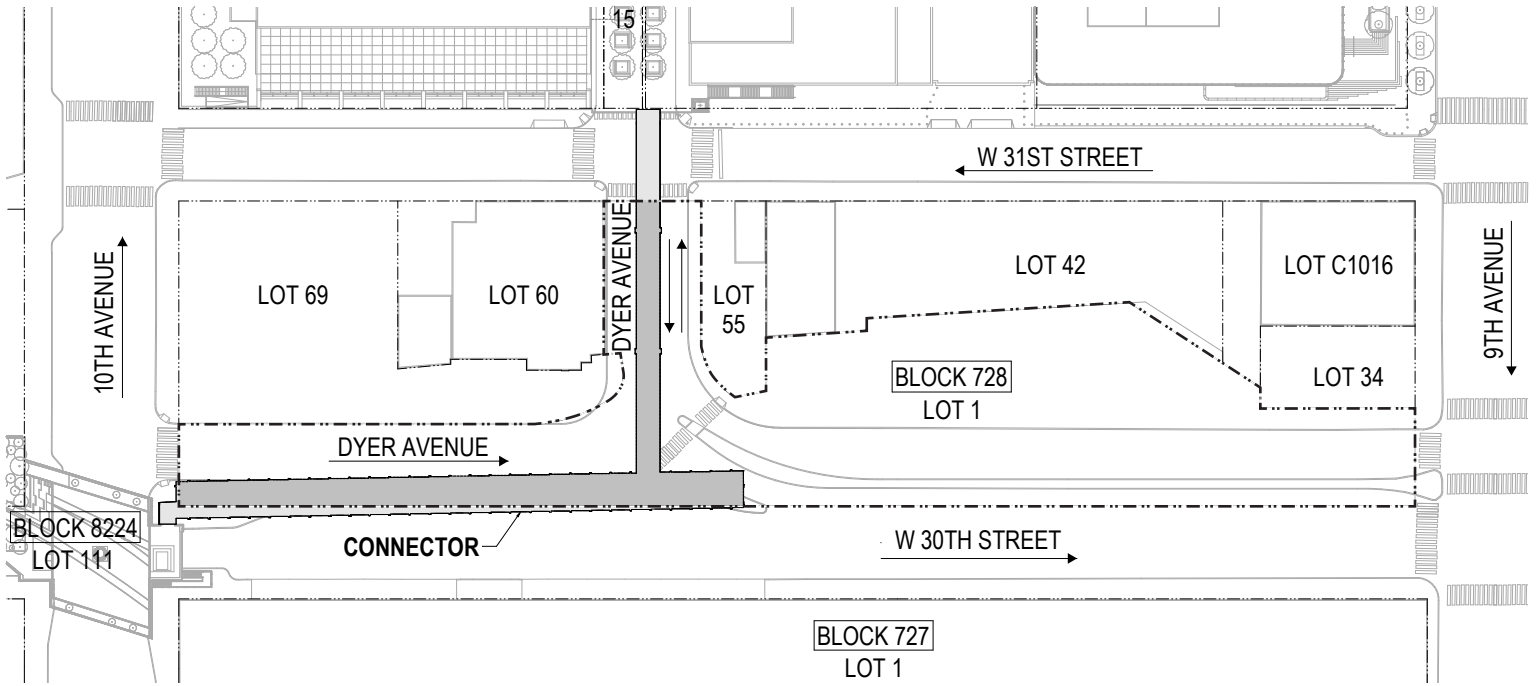 15
W 31ST STREET
10TH AVENUE
LOT 69
LOT 60
DYER AVENUE
LOT
55
LOT 42
LOT C1016
9TH AVENUE
BLOCK 728
LOT 1
LOT 34
DYER AVENUE
BLOCK 8224
LOT 111
CONNECTOR
W 30TH STREET
BLOCK 727
LOT 1